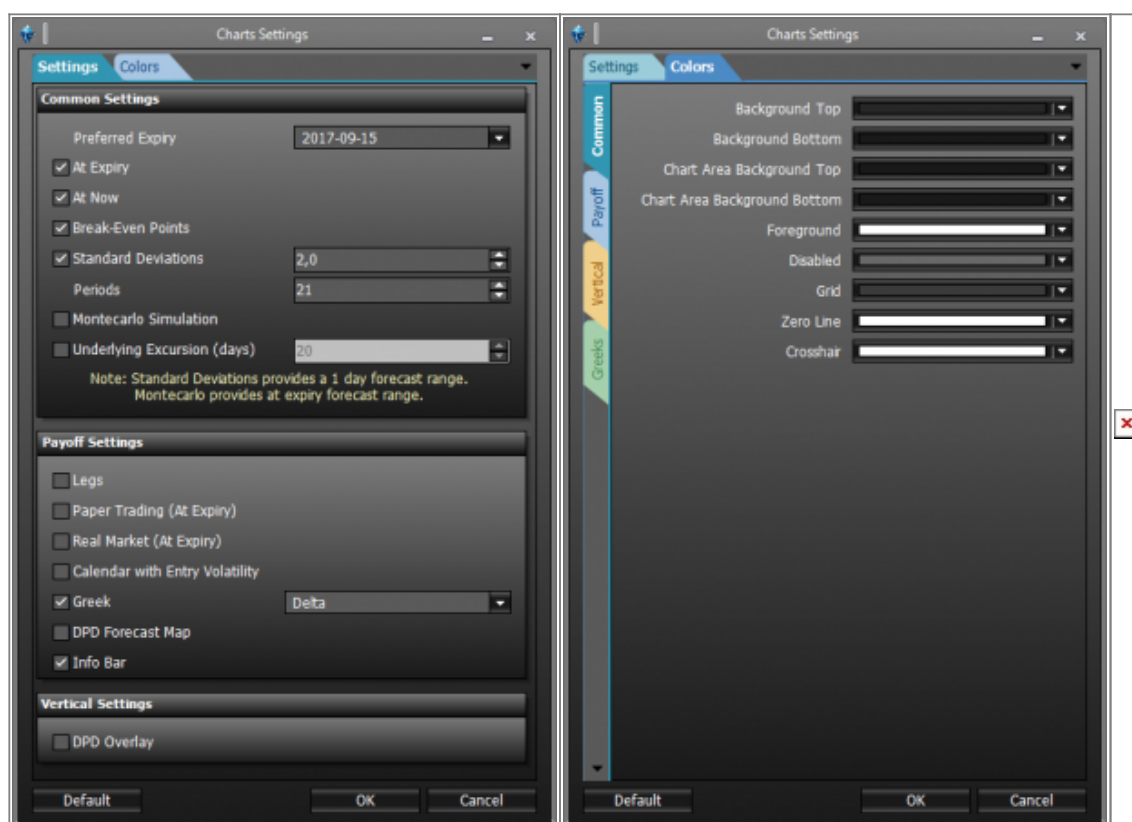 Charts Settings
Settings
Colors
Common Settings
Preferred Expiry
2017-09-15
At Expiry
At Now
Break-Even Points
Standard Deviations
2,0
Periods
21
Montecarlo Simulation
Underlying Excursion (days)
20
Note: Standard Deviations provides a 1 day forecast range.
Montecarlo provides at expiry forecast range.
Payoff Settings
Legs
Paper Trading (At Expiry)
Real Market (At Expiry)
Calendar with Entry Volatility
Greek
Delta
DPD Forecast Map
Info Bar
Vertical Settings
DPD Overlay
Default
OK
Cancel
Charts Settings
Settings
Colors
Common
Payoff
Vertical
Greeks
Background Top
Background Bottom
Chart Area Background Top
Chart Area Background Bottom
Foreground
Disabled
Grid
Zero Line
Crosshair
Default
OK
Cancel